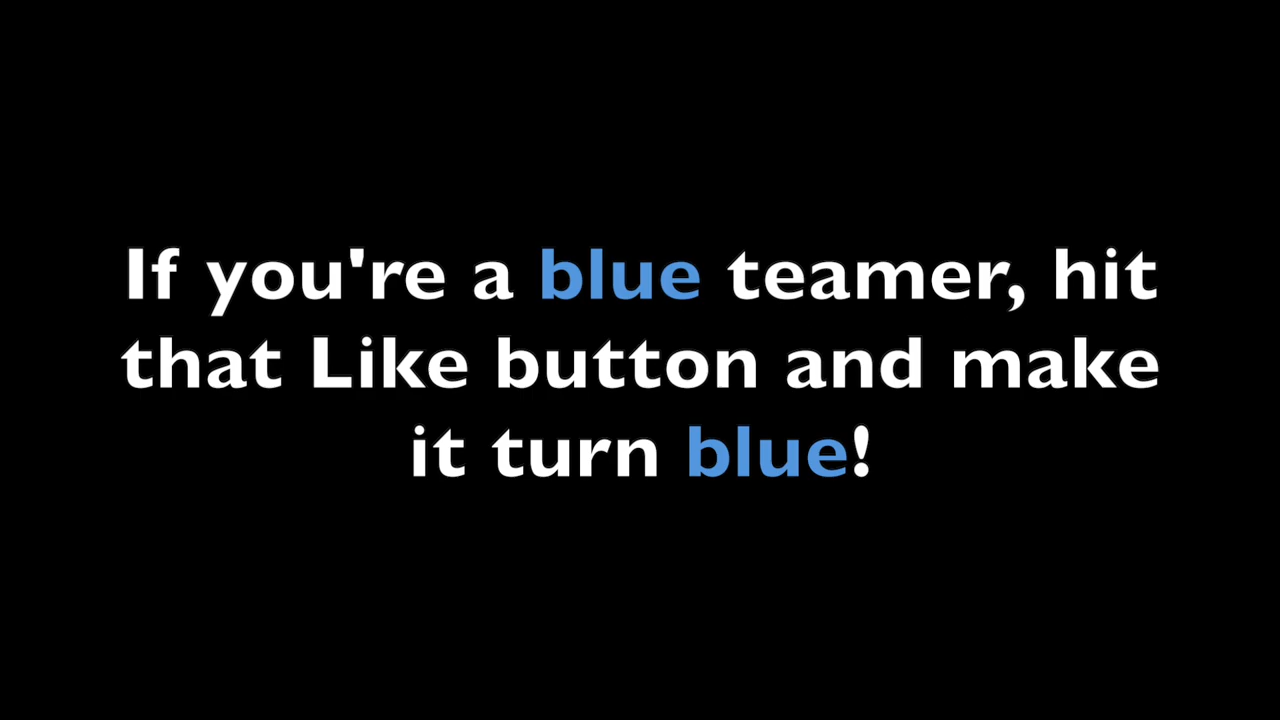 If you're a blue teamer, hit
that Like button and make
it turn blue!